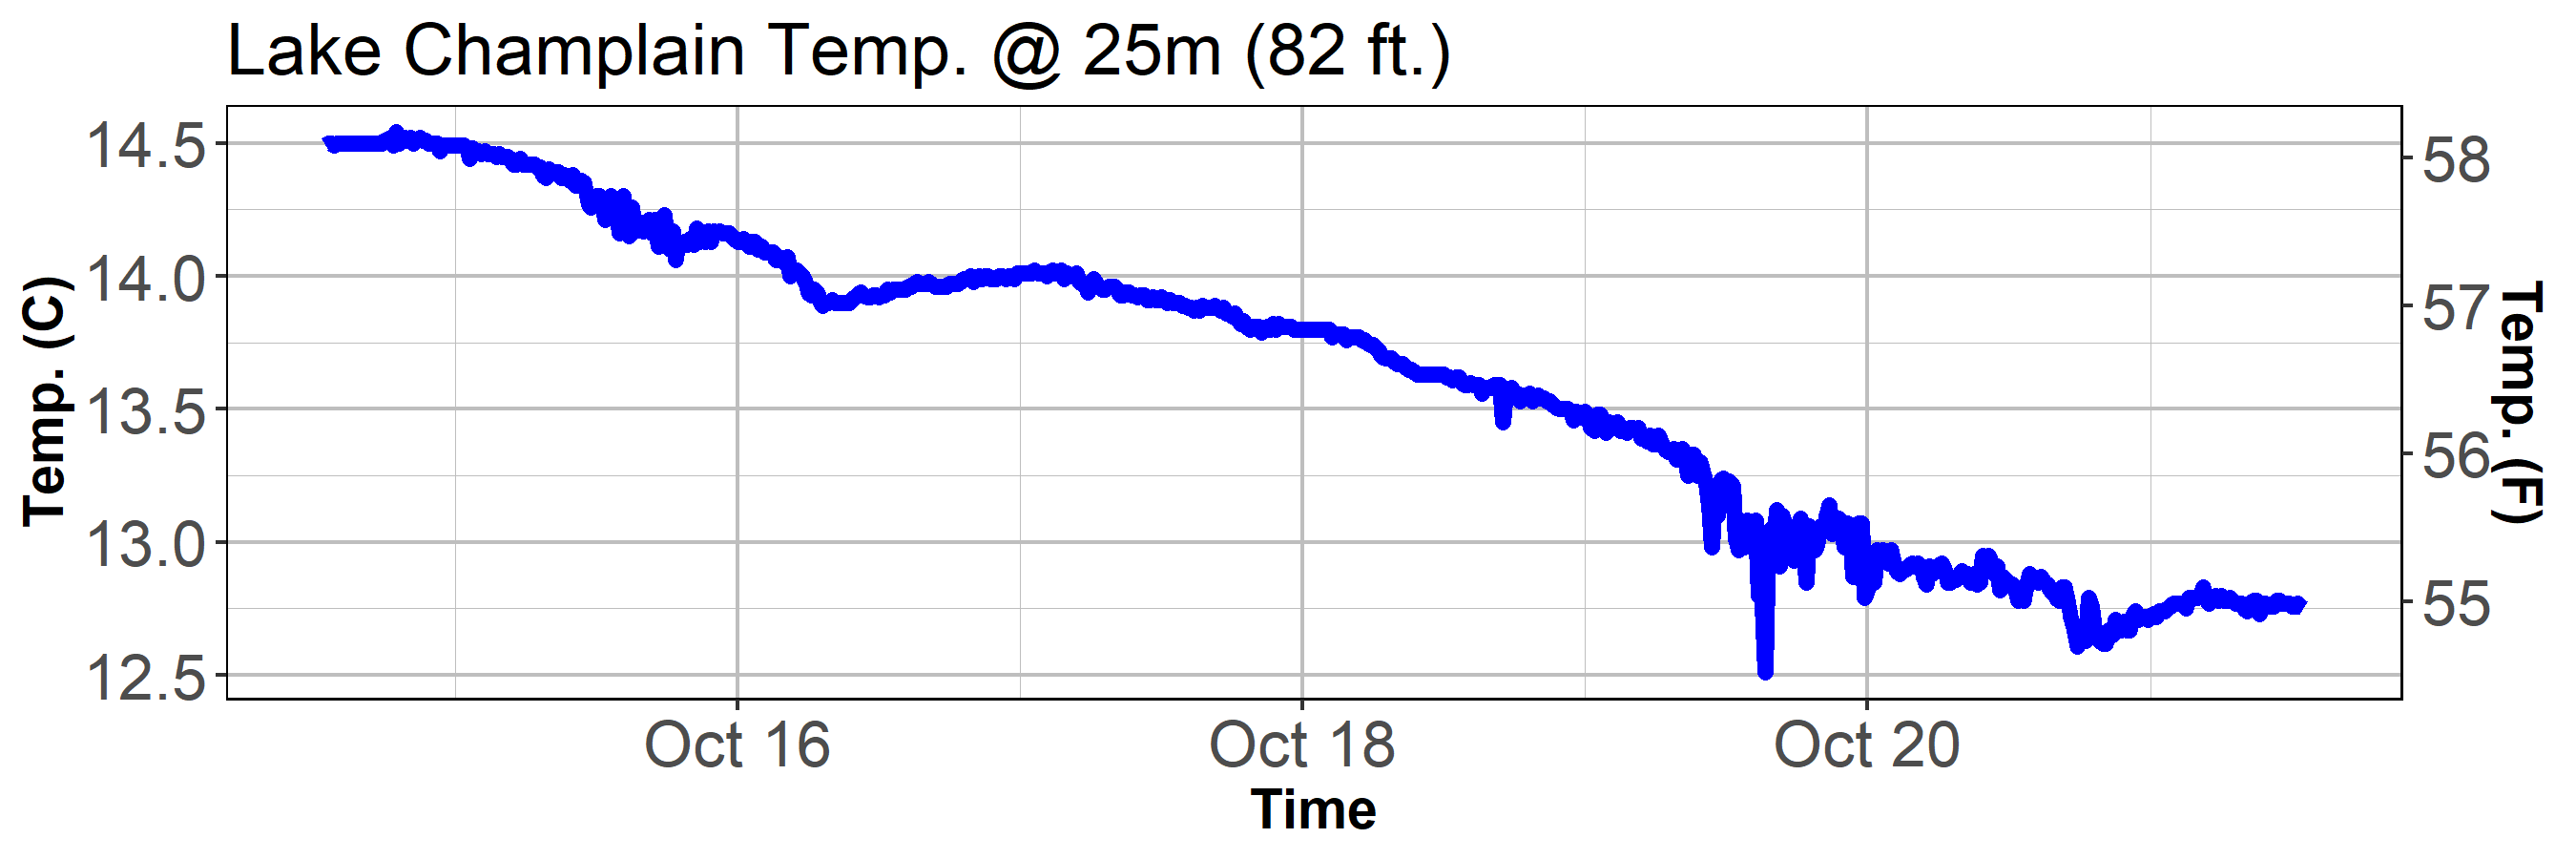 Lake Champlain Temp. @ 25m (82 ft.)
Temp. (C)
14.5
14.0
13.5
13.0
12.5
58
57
56
55
Temp. (F)
Oct 16 Oct 18 Oct 20
Time